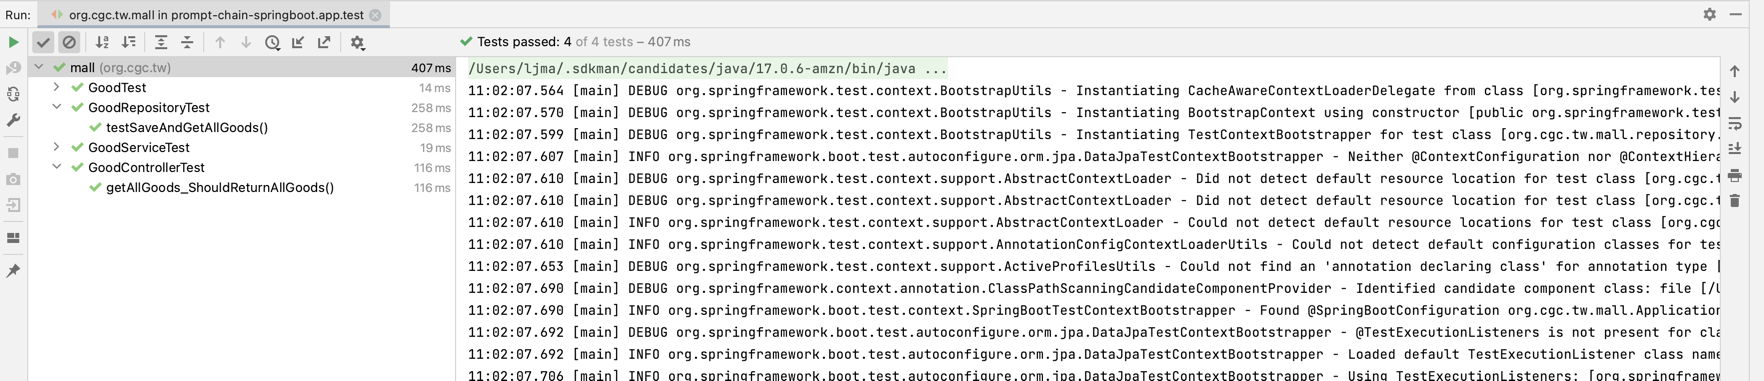 Run: org.cgc.tw.mall in prompt-chain-springboot.app.test
Tests passed: 4 of 4 tests – 407 ms
mall (org.cgc.tw) 407 ms
GoodTest 14 ms
GoodRepositoryTest 258 ms
testSaveAndGetAllGoods() 258 ms
GoodServiceTest 19 ms
GoodControllerTest 116 ms
getAllGoods_ShouldReturnAllGoods() 116 ms
/Users/ljma/.sdkman/candidates/java/17.0.6-amzn/bin/java ...
11:02:07.564 [main] DEBUG org.springframework.test.context.BootstrapUtils - Instantiating CacheAwareContextLoaderDelegate from class [org.springframework.tes
11:02:07.570 [main] DEBUG org.springframework.test.context.BootstrapUtils - Instantiating BootstrapContext using constructor [public org.springframework.test
11:02:07.599 [main] DEBUG org.springframework.test.context.BootstrapUtils - Instantiating TestContextBootstrapper for test class [org.cgc.tw.mall.repository.
11:02:07.607 [main] INFO org.springframework.boot.test.autoconfigure.orm.jpa.DataJpaTestContextBootstrapper - Neither @ContextConfiguration nor @ContextHiera
11:02:07.610 [main] DEBUG org.springframework.test.context.support.AbstractContextLoader - Did not detect default resource location for test class [org.cgc.t
11:02:07.610 [main] DEBUG org.springframework.test.context.support.AbstractContextLoader - Did not detect default resource location for test class [org.cgc.t
11:02:07.610 [main] INFO org.springframework.test.context.support.AbstractContextLoader - Could not detect default resource locations for test class [org.cgc
11:02:07.610 [main] INFO org.springframework.test.context.support.AnnotationConfigContextLoaderUtils - Could not detect default configuration classes for tes
11:02:07.653 [main] DEBUG org.springframework.test.context.support.ActiveProfilesUtils - Could not find an 'annotation declaring class' for annotation type [
11:02:07.690 [main] DEBUG org.springframework.context.annotation.ClassPathScanningCandidateComponentProvider - Identified candidate component class: file [/U
11:02:07.690 [main] INFO org.springframework.boot.test.context.SpringBootTestContextBootstrapper - Found @SpringBootConfiguration org.cgc.tw.mall.Application
11:02:07.692 [main] DEBUG org.springframework.boot.test.autoconfigure.orm.jpa.DataJpaTestContextBootstrapper - @TestExecutionListeners is not present for cla
11:02:07.692 [main] INFO org.springframework.boot.test.autoconfigure.orm.jpa.DataJpaTestContextBootstrapper - Loaded default TestExecutionListener class name
11:02:07.706 [main] INFO org.springframework.boot.test.autoconfigure.orm.jpa.DataJpaTestContextBootstrapper - Using TestExecutionListeners: [org.springframew